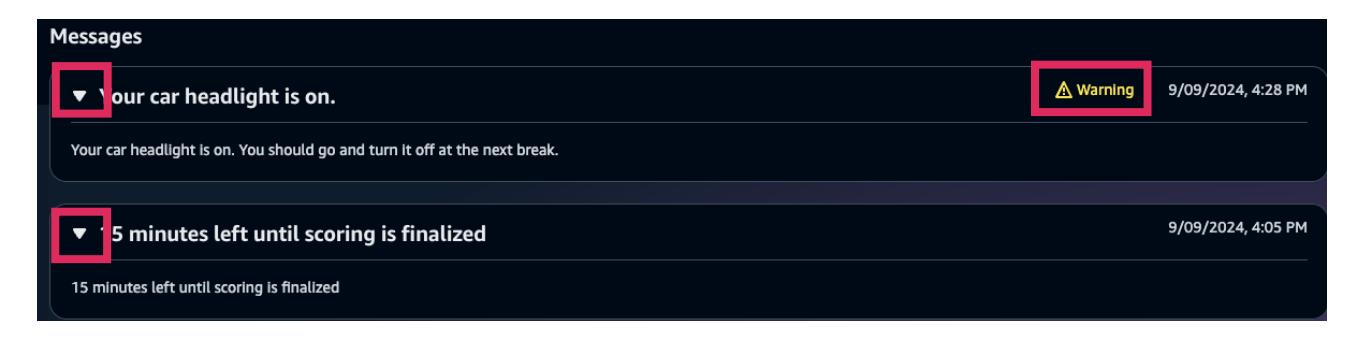 Messages
Your car headlight is on.
Warning
9/09/2024, 4:28 PM
Your car headlight is on. You should go and turn it off at the next break.
15 minutes left until scoring is finalized
9/09/2024, 4:05 PM
15 minutes left until scoring is finalized